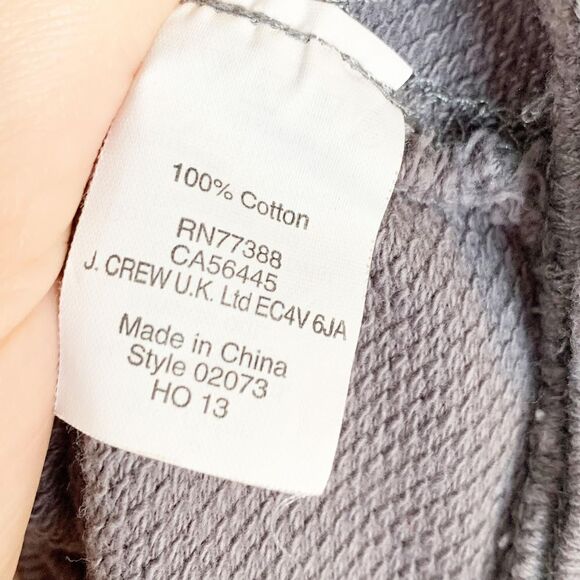 100% Cotton
RN77388
CA56445
J. CREW U.K. Ltd EC4V 6JA
Made in China
Style 02073
HO 13